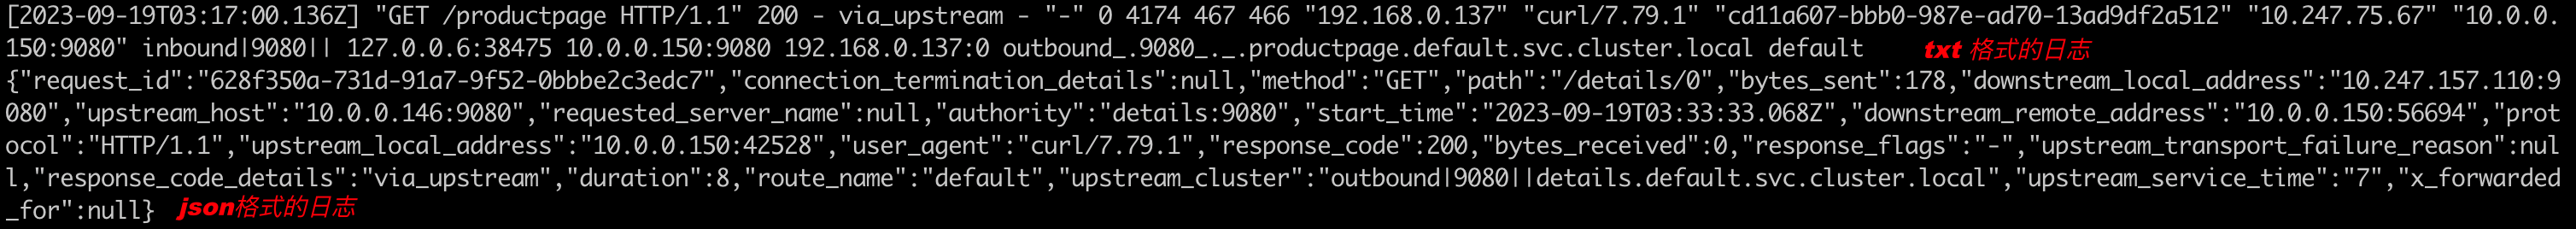 [2023-09-19T03:17:00.136Z] "GET /productpage HTTP/1.1" 200 - via_upstream - "-" 0 4174 467 466 "192.168.0.137" "curl/7.79.1" "cd11a607-bbb0-987e-ad70-13ad9df2a512" "10.247.75.67" "10.0.0.
150:9080" inbound|9080|| 127.0.0.6:38475 10.0.0.150:9080 192.168.0.137:0 outbound_.9080_._.productpage.default.svc.cluster.local default txt 格式的日志
{"request_id":"628f350a-731d-91a7-9f52-0bbbe2c3edc7","connection_termination_details":null,"method":"GET","path":"/details/0","bytes_sent":178,"downstream_local_address":"10.247.157.110:9
080","upstream_host":"10.0.0.146:9080","requested_server_name":null,"authority":"details:9080","start_time":"2023-09-19T03:33:33.068Z","downstream_remote_address":"10.0.0.150:56694","prot
ocol":"HTTP/1.1","upstream_local_address":"10.0.0.150:42528","user_agent":"curl/7.79.1","response_code":200,"bytes_received":0,"response_flags":"-","upstream_transport_failure_reason":nul
l,"response_code_details":"via_upstream","duration":8,"route_name":"default","upstream_cluster":"outbound|9080||details.default.svc.cluster.local","upstream_service_time":"7","x_forwarded
_for":null} json格式的日志